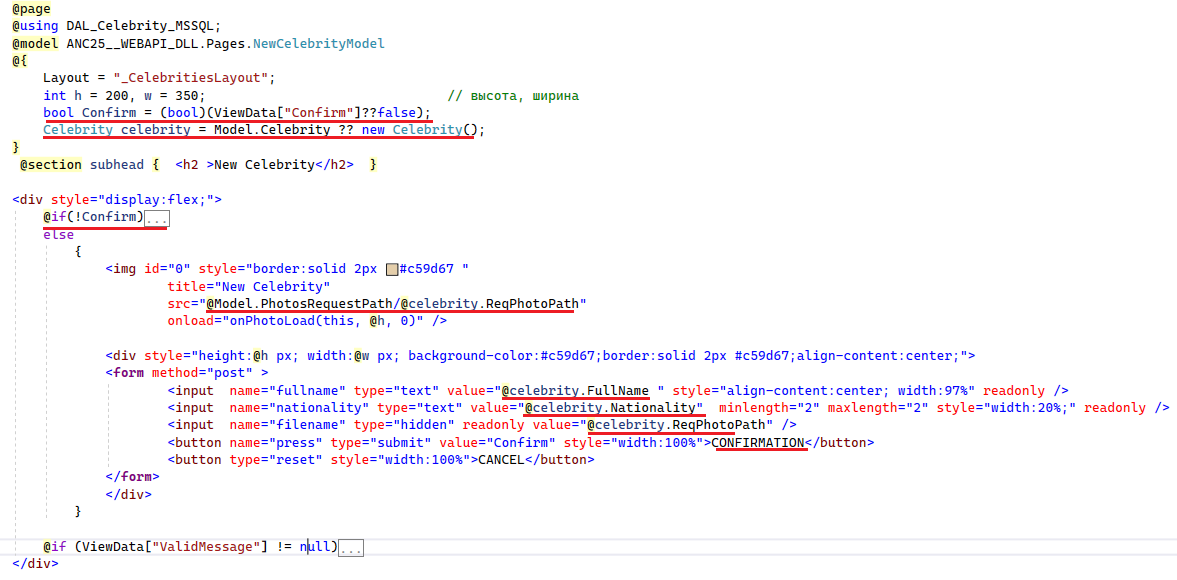 @page
@using DAL_Celebrity_MSSQL;
@model ANC25__WEBAPI_DLL.Pages.NewCelebrityModel
@{
    Layout = "_CelebritiesLayout";
    int h = 200, w = 350;                               // высота, ширина
    bool Confirm = (bool)(ViewData["Confirm"]??false);
    Celebrity celebrity = Model.Celebrity ?? new Celebrity();
}
 @section subhead {  <h2 >New Celebrity</h2>  }

<div style="display:flex;">
    @if(!Confirm)...
    else
        {
            <img id="0" style="border:solid 2px #c59d67 "
                    title="New Celebrity"
                    src="@Model.PhotosRequestPath/@celebrity.ReqPhotoPath"
                    onload="onPhotoLoad(this, @h, 0)" />

            <div style="height:@h px; width:@w px; background-color:#c59d67;border:solid 2px #c59d67;align-content:center;">
            <form method="post" >
                    <input  name="fullname" type="text" value="@celebrity.FullName " style="align-content:center; width:97%" readonly />
                    <input  name="nationality" type="text" value="@celebrity.Nationality"  minlength="2" maxlength="2" style="width:20%;" readonly />
                    <input  name="filename" type="hidden" readonly value="@celebrity.ReqPhotoPath" />
                    <button name="press" type="submit" value="Confirm" style="width:100%">CONFIRMATION</button>
                    <button type="reset" style="width:100%">CANCEL</button>
            </form>
            </div>
        }

    @if (ViewData["ValidMessage"] != null)...
</div>